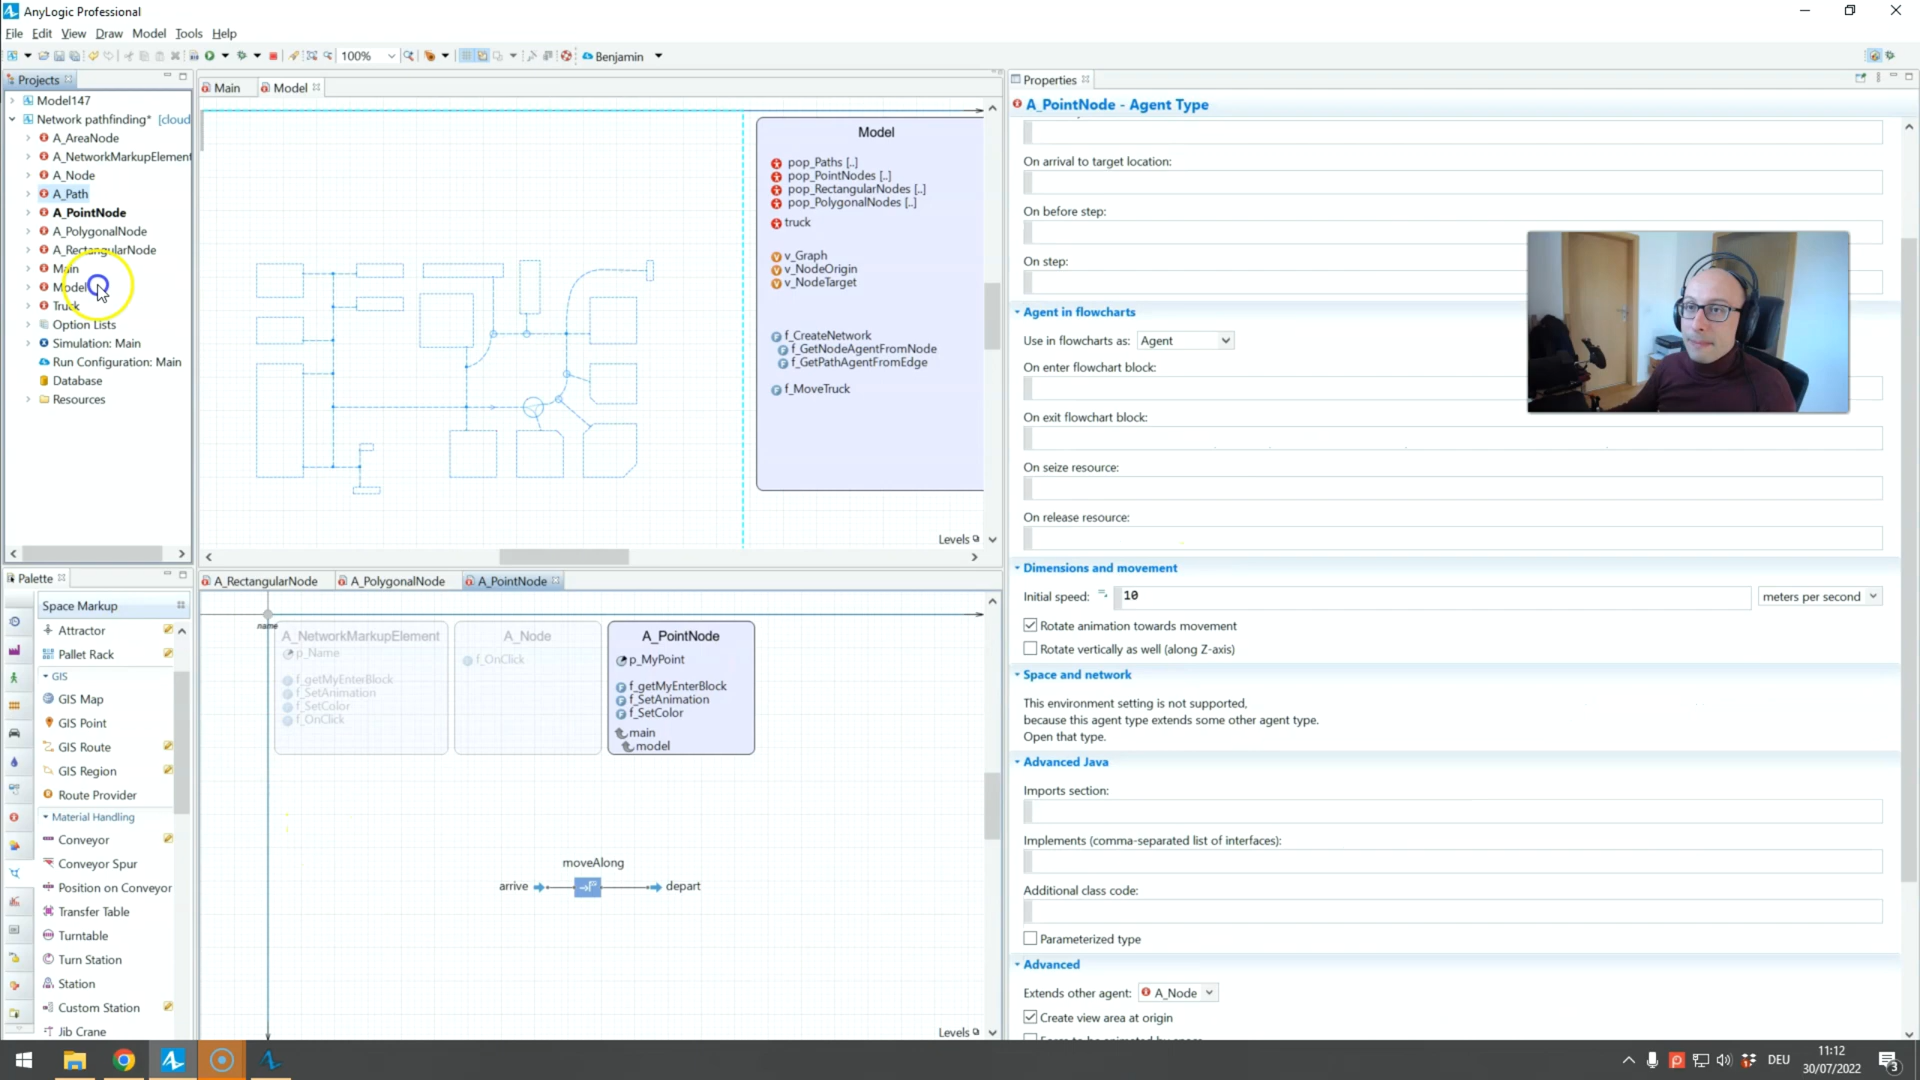 AnyLogic Professional
File Edit View Draw Model Tools Help
100% Benjamin
Projects
Model147
Network pathfinding* [cloud
A_AreaNode
A_NetworkMarkupElement
A_Node
A_Path
A_PointNode
A_PolygonalNode
A_RectangularNode
Main
Model
Truck
Option Lists
Simulation: Main
Run Configuration: Main
Database
Resources
Palette
Space Markup
Attractor
Pallet Rack
GIS
GIS Map
GIS Point
GIS Route
GIS Region
Route Provider
Material Handling
Conveyor
Conveyor Spur
Position on Conveyor
Transfer Table
Turntable
Turn Station
Station
Custom Station
Jib Crane
Main Model
Model
pop_Paths [..]
pop_PointNodes [..]
pop_RectangularNodes [..]
pop_PolygonalNodes [..]
truck
v_Graph
v_NodeOrigin
v_NodeTarget
f_CreateNetwork
f_GetNodeAgentFromNode
f_GetPathAgentFromEdge
f_MoveTruck
Levels
A_RectangularNode A_PolygonalNode A_PointNode
name
A_NetworkMarkupElement
p_Name
f_getMyEnterBlock
f_SetAnimation
f_SetColor
f_OnClick
A_Node
f_OnClick
A_PointNode
p_MyPoint
f_getMyEnterBlock
f_SetAnimation
f_SetColor
main
model
moveAlong
arrive depart
Levels
Properties
A_PointNode - Agent Type
On arrival to target location:
On before step:
On step:
Agent in flowcharts
Use in flowcharts as: Agent
On enter flowchart block:
On exit flowchart block:
On seize resource:
On release resource:
Dimensions and movement
Initial speed: 10 meters per second
Rotate animation towards movement
Rotate vertically as well (along Z-axis)
Space and network
This environment setting is not supported,
because this agent type extends some other agent type.
Open that type.
Advanced Java
Imports section:
Implements (comma-separated list of interfaces):
Additional class code:
Parameterized type
Advanced
Extends other agent: A_Node
Create view area at origin
DEU
11:12
30/07/2022
3